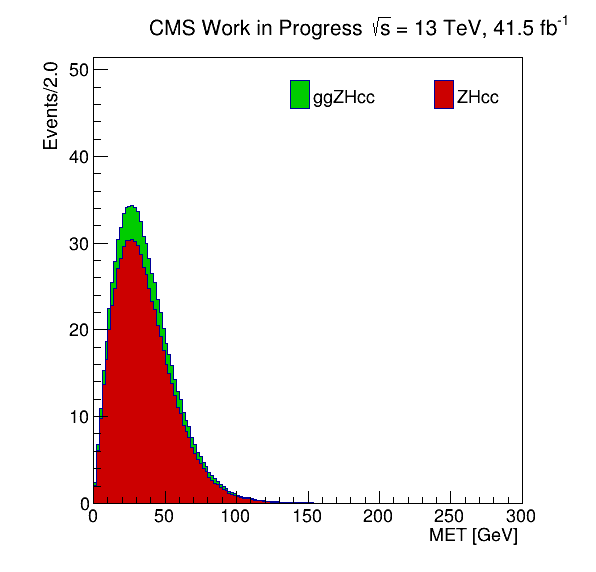 CMS Work in Progress √s = 13 TeV, 41.5 fb⁻¹
Events/2.0
50
40
30
20
10
0
ggZHcc
ZHcc
0 50 100 150 200 250 300
MET [GeV]